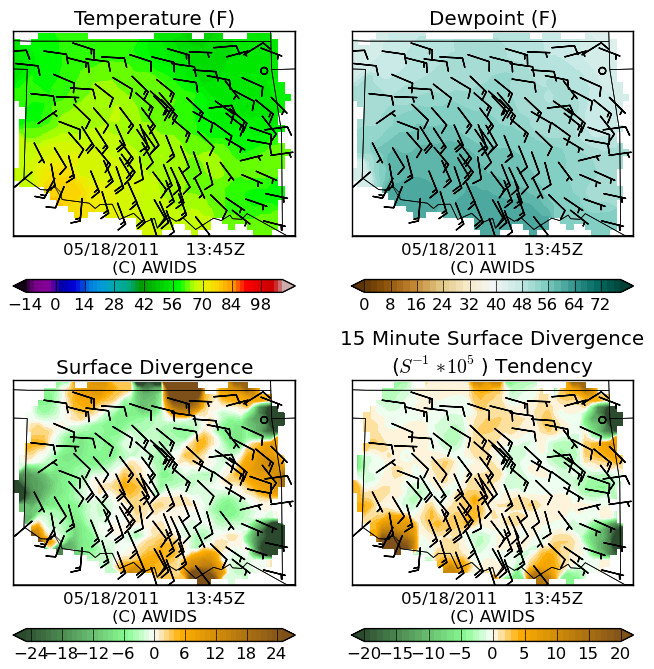 Temperature (F)
Dewpoint (F)
05/18/2011 13:45Z
(C) AWIDS
05/18/2011 13:45Z
(C) AWIDS
−14 0 14 28 42 56 70 84 98
0 8 16 24 32 40 48 56 64 72
Surface Divergence
15 Minute Surface Divergence
(S⁻¹ *10⁵ ) Tendency
05/18/2011 13:45Z
(C) AWIDS
05/18/2011 13:45Z
(C) AWIDS
−24 −18 −12 −6 0 6 12 18 24
−20 −15 −10 −5 0 5 10 15 20